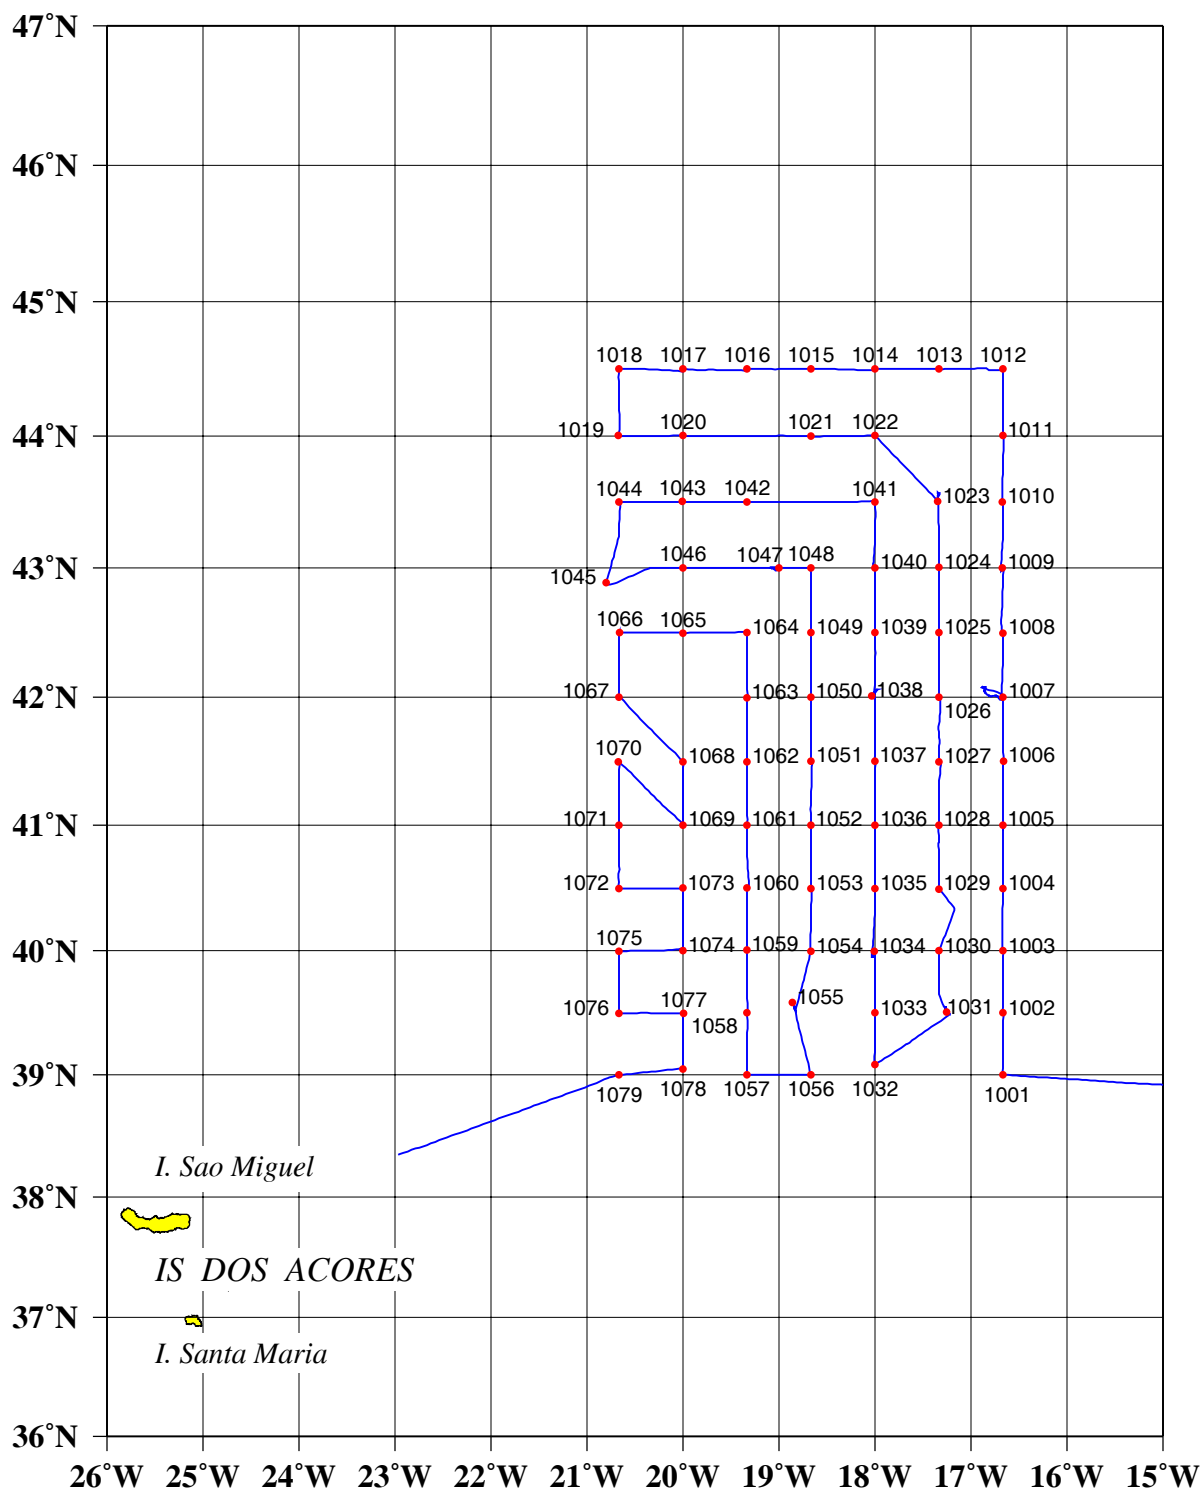 47°N
46°N
45°N
1018 1017 1016 1015 1014 1013 1012
44°N
1019 1020 1021 1022 1011
1044 1043 1042 1041 1023 1010
43°N
1045 1046 1047 1048 1040 1024 1009
1066 1065 1064 1049 1039 1025 1008
42°N
1067 1063 1050 1038 1026 1007
1070 1068 1062 1051 1037 1027 1006
41°N
1071 1069 1061 1052 1036 1028 1005
1072 1073 1060 1053 1035 1029 1004
40°N
1075 1074 1059 1054 1034 1030 1003
1076 1077 1058 1055 1033 1031 1002
39°N
1079 1078 1057 1056 1032 1001
I. Sao Miguel
38°N
IS DOS ACORES
37°N
I. Santa Maria
36°N
26°W 25°W 24°W 23°W 22°W 21°W 20°W 19°W 18°W 17°W 16°W 15°W